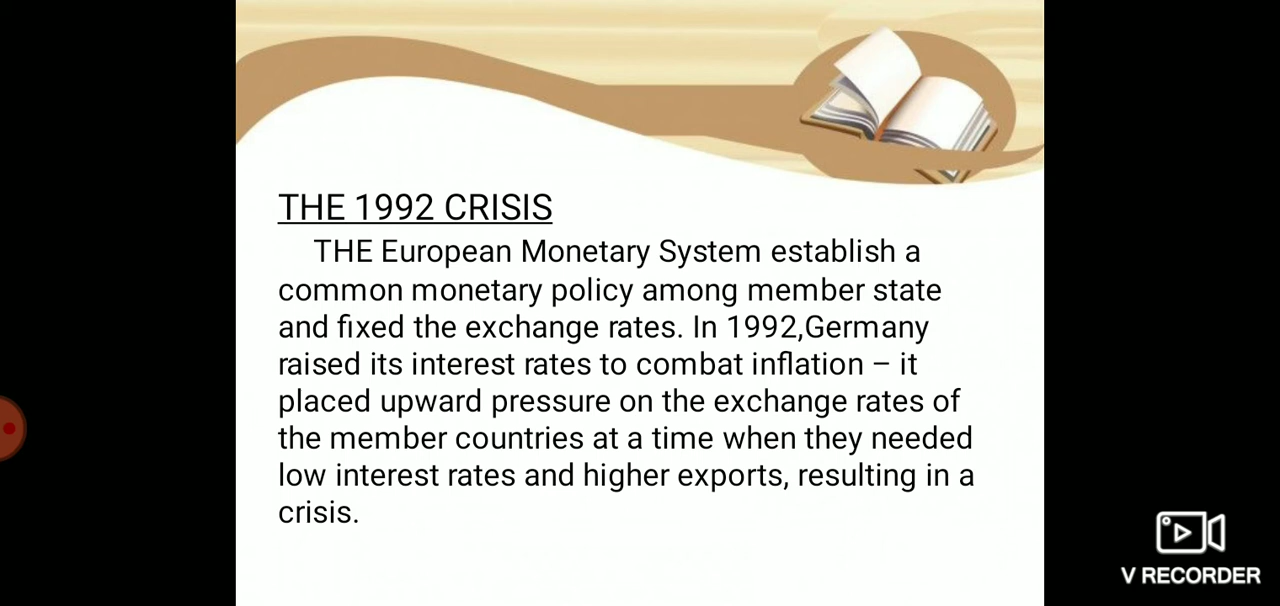 THE 1992 CRISIS
THE European Monetary System establish a
common monetary policy among member state
and fixed the exchange rates. In 1992,Germany
raised its interest rates to combat inflation – it
placed upward pressure on the exchange rates of
the member countries at a time when they needed
low interest rates and higher exports, resulting in a
crisis.
V RECORDER